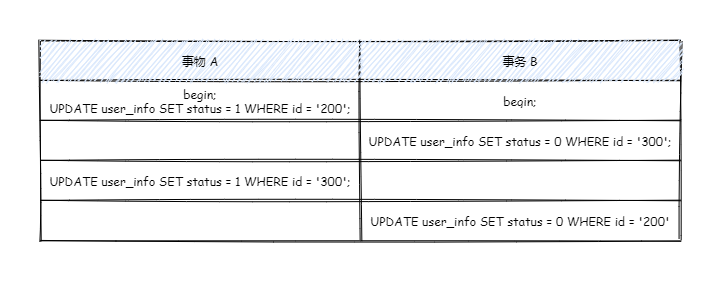 事物 A
事务 B
begin;
UPDATE user_info SET status = 1 WHERE id = '200';
begin;
UPDATE user_info SET status = 0 WHERE id = '300';
UPDATE user_info SET status = 1 WHERE id = '300';
UPDATE user_info SET status = 0 WHERE id = '200'